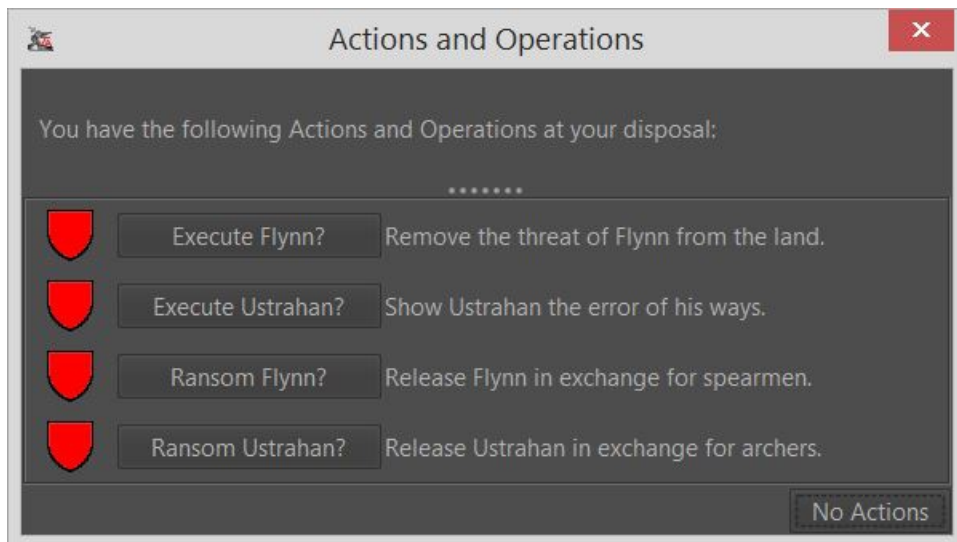 Actions and Operations
You have the following Actions and Operations at your disposal:
Execute Flynn? Remove the threat of Flynn from the land.
Execute Ustrahan? Show Ustrahan the error of his ways.
Ransom Flynn? Release Flynn in exchange for spearmen.
Ransom Ustrahan? Release Ustrahan in exchange for archers.
No Actions